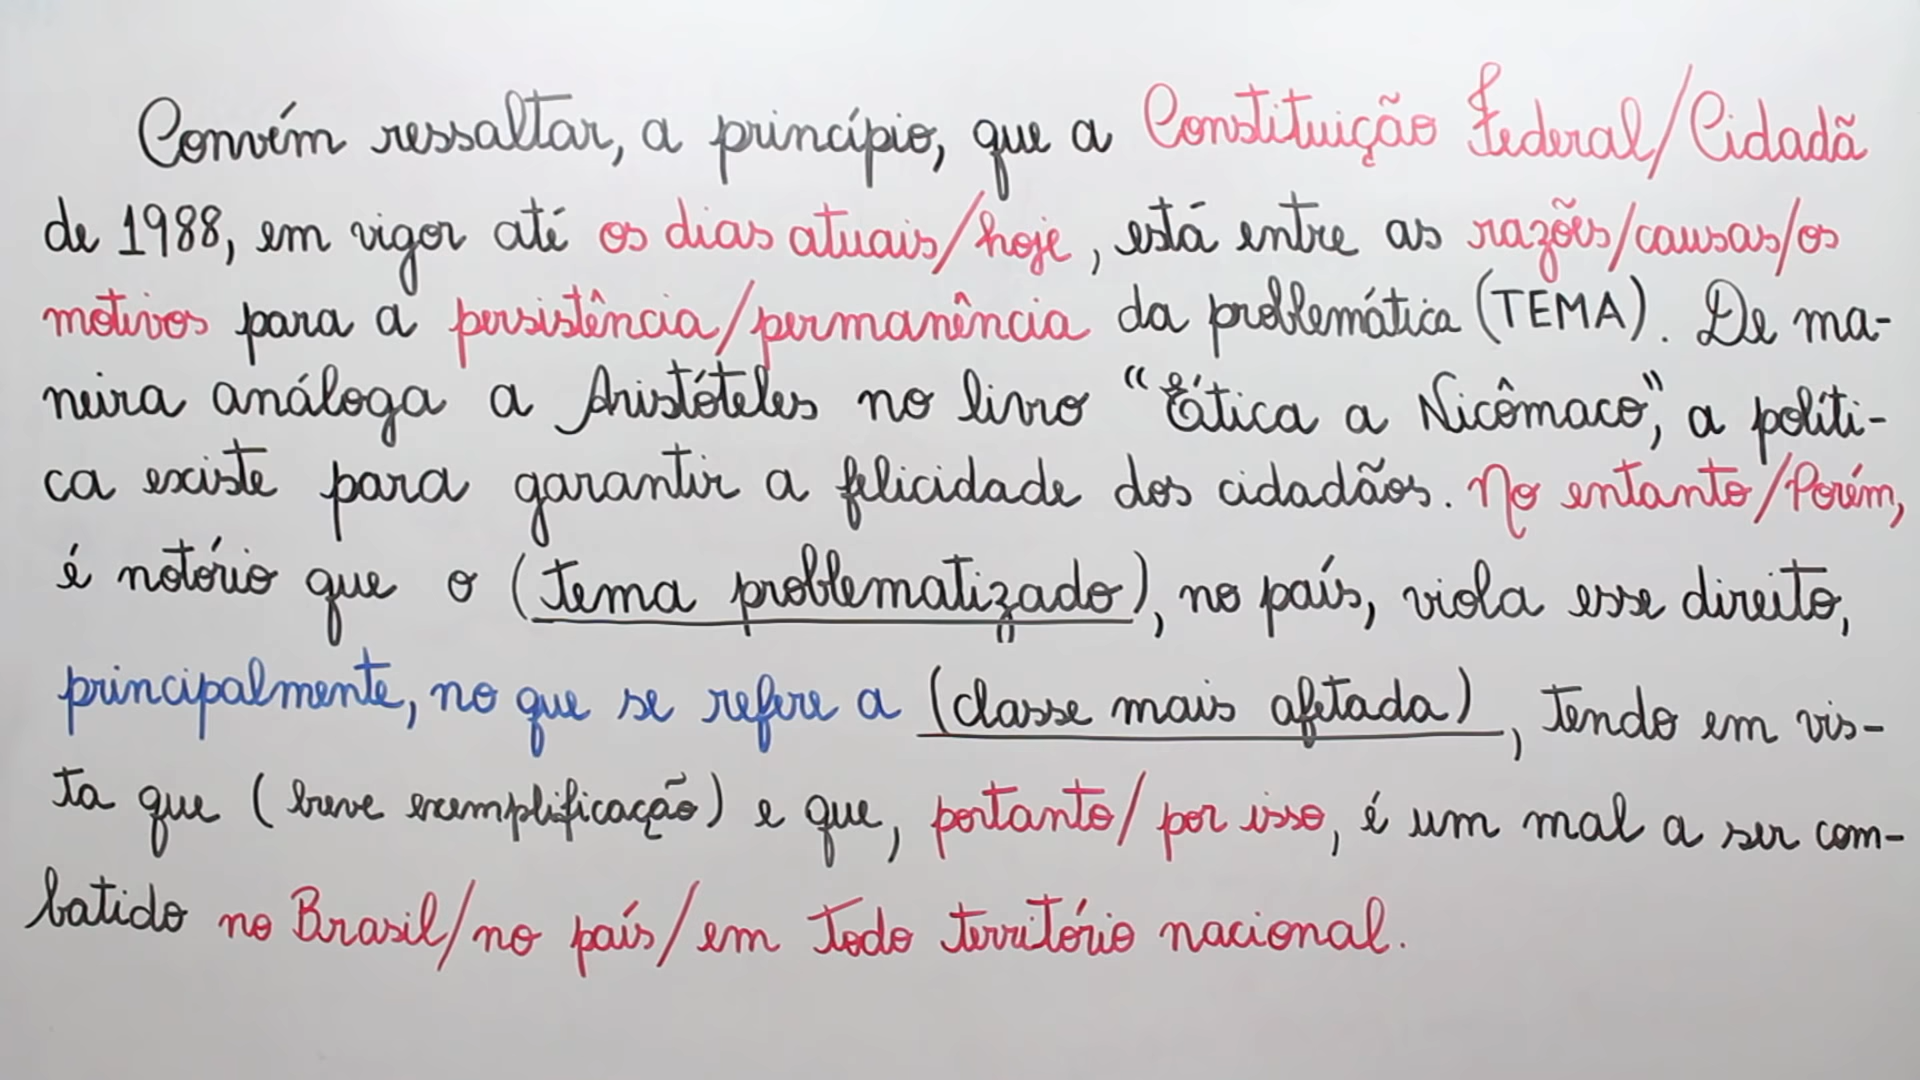 Convém ressaltar, a princípio, que a Constituição Federal/Cidadã
de 1988, em vigor até os dias atuais/hoje, está entre as razões/causas/os
motivos para a persistência/permanência da problemática (TEMA). De ma-
neira análoga a Aristóteles no livro "Ética a Nicômaco", a políti-
ca existe para garantir a felicidade dos cidadãos. No entanto/Porém,
é notório que o (tema problematizado), no país, viola esse direito,
principalmente, no que se refere a (classe mais afetada), tendo em vis-
ta que (breve exemplificação) e que, portanto/por isso, é um mal a ser com-
batido no Brasil/no país/em todo território nacional.